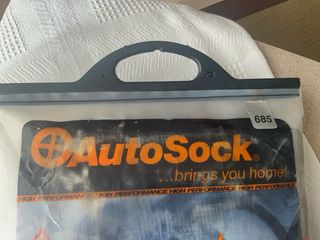 685
AutoSock®
...brings you home!
HIGH PERFORMANCE HIGH PERFORMANCE HIGH PERFORMANCE HIGH PERFORMANCE